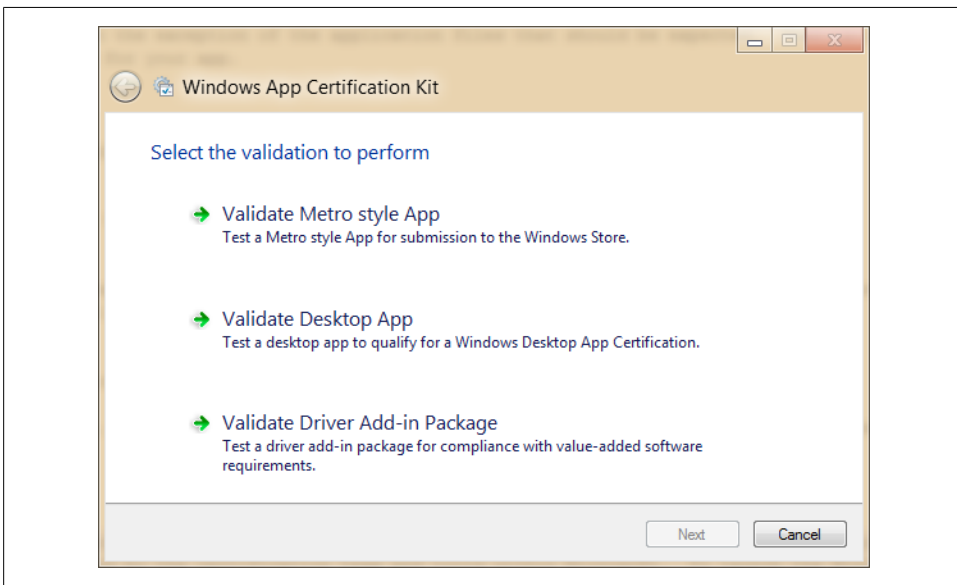 Windows App Certification Kit
Select the validation to perform
Validate Metro style App
Test a Metro style App for submission to the Windows Store.
Validate Desktop App
Test a desktop app to qualify for a Windows Desktop App Certification.
Validate Driver Add-in Package
Test a driver add-in package for compliance with value-added software
requirements.
Next
Cancel